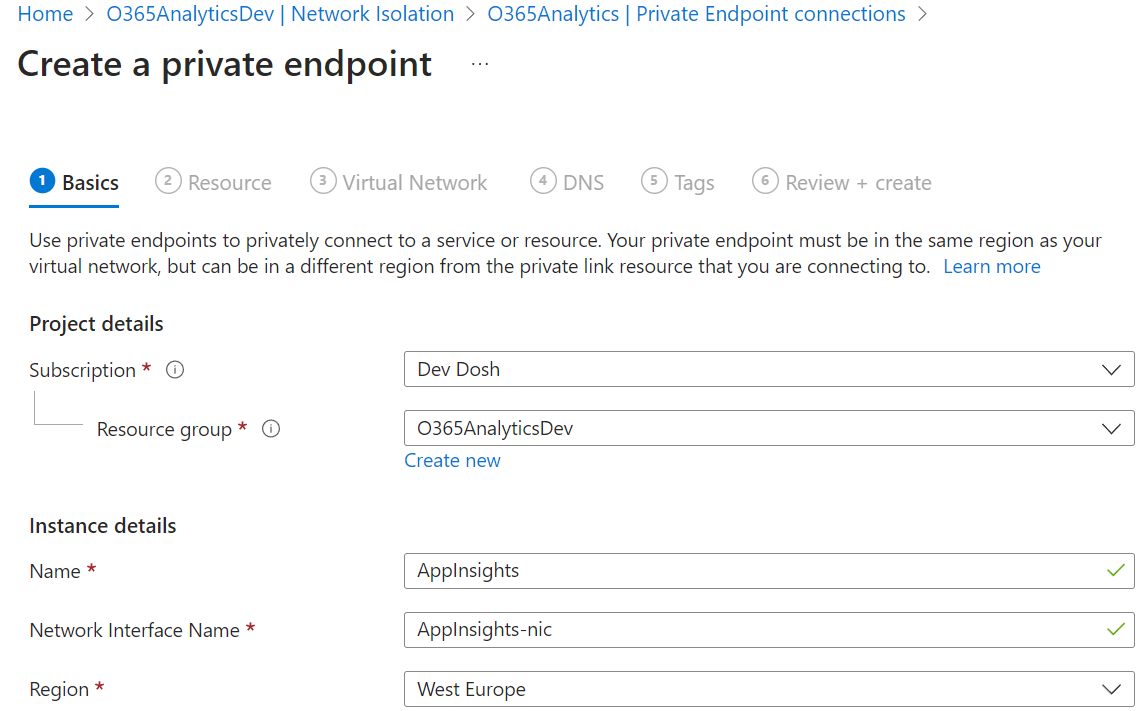 Home > O365AnalyticsDev | Network Isolation > O365Analytics | Private Endpoint connections >
Create a private endpoint ...
1 Basics 2 Resource 3 Virtual Network 4 DNS 5 Tags 6 Review + create
Use private endpoints to privately connect to a service or resource. Your private endpoint must be in the same region as your
virtual network, but can be in a different region from the private link resource that you are connecting to. Learn more
Project details
Subscription * Dev Dosh
Resource group * O365AnalyticsDev
Create new
Instance details
Name * AppInsights
Network Interface Name * AppInsights-nic
Region * West Europe